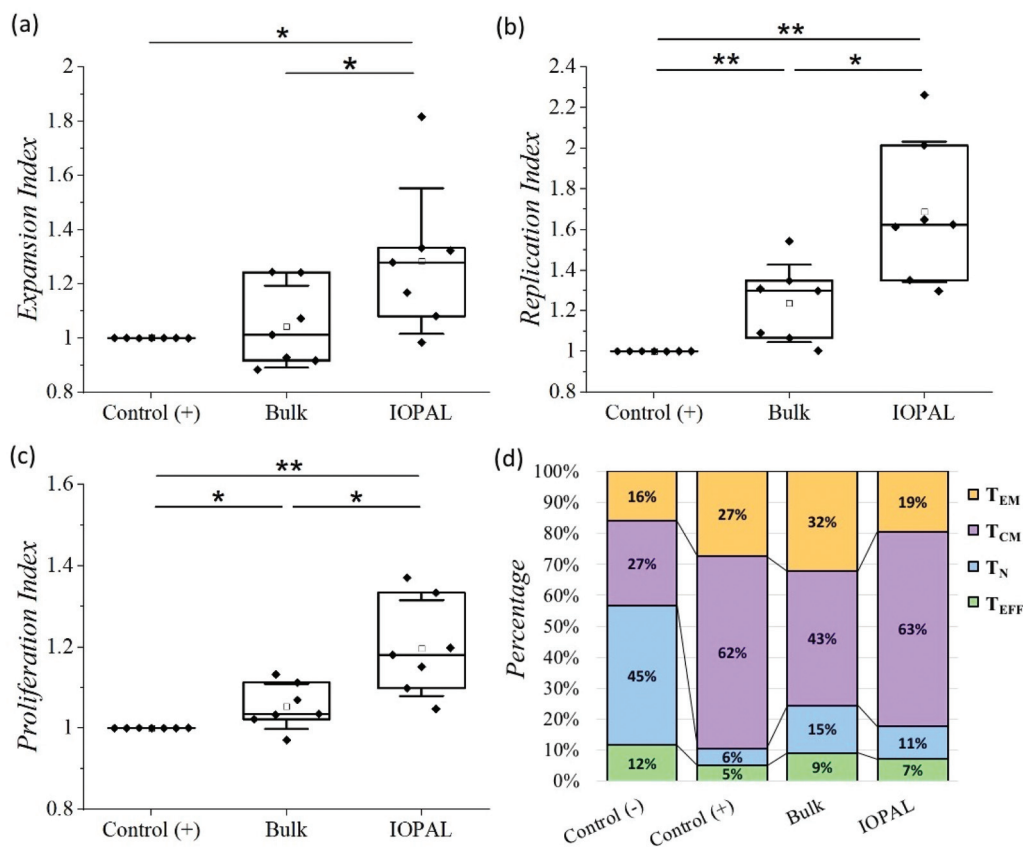 (a)
*
*
Expansion Index
2
1.8
1.6
1.4
1.2
1
0.8
Control (+) Bulk IOPAL
(b)
**
** *
Replication Index
2.4
2.2
2
1.8
1.6
1.4
1.2
1
0.8
Control (+) Bulk IOPAL
(c)
**
* *
Proliferation Index
1.6
1.4
1.2
1
0.8
Control (+) Bulk IOPAL
(d)
Percentage
100%
90%
80%
70%
60%
50%
40%
30%
20%
10%
0%
16% 27% 32% 19%
27% 62% 43% 63%
45% 6% 15% 11%
12% 5% 9% 7%
Control (-) Control (+) Bulk IOPAL
T_EM
T_CM
T_N
T_EFF